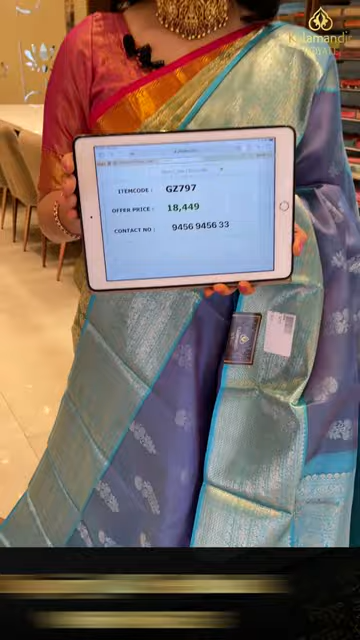 Kalamandir
ITEMCODE : GZ797
OFFER PRICE : 18,449
CONTACT NO : 9456 9456 33